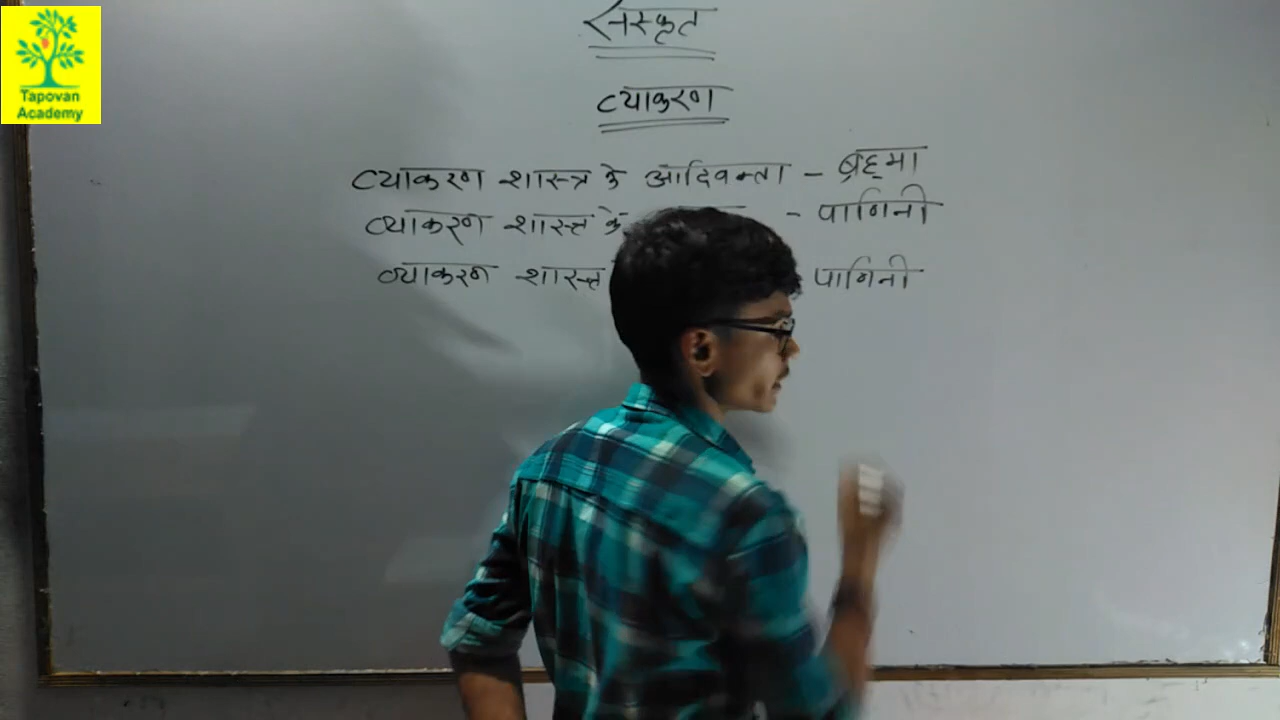 Tapovan
Academy
संस्कृत
व्याकरण
व्याकरण शास्त्र के आदिवक्ता - ब्रह्मा
व्याकरण शास्त्र के - पाणिनी
व्याकरण शास्त्र पाणिनी